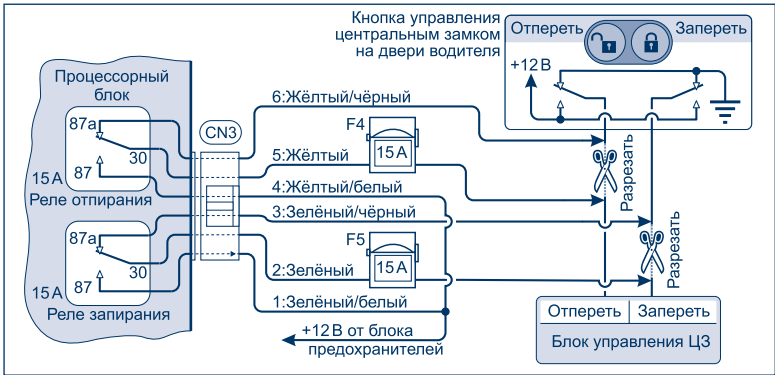 Кнопка управления
центральным замком
на двери водителя
Отпереть
Запереть
+12 В
Процессорный
блок
87a
30
87
15 А
Реле отпирания
87a
30
87
15 А
Реле запирания
CN3
6:Жёлтый/чёрный
F4
15 А
5:Жёлтый
4:Жёлтый/белый
3:Зелёный/чёрный
F5
15 А
2:Зелёный
1:Зелёный/белый
+12 В от блока
предохранителей
Разрезать
Разрезать
Отпереть
Запереть
Блок управления ЦЗ